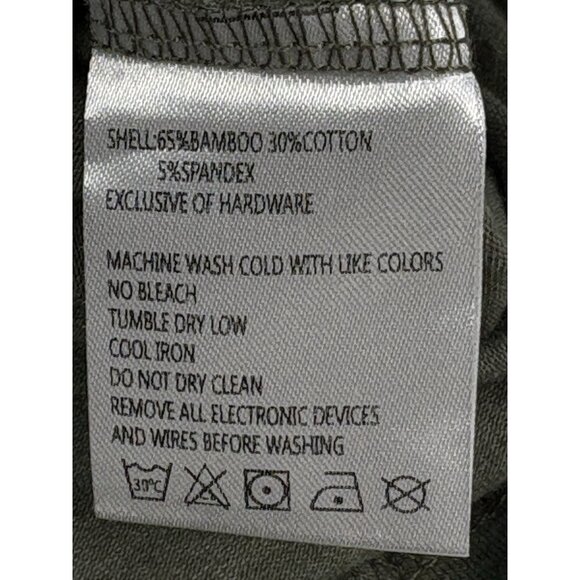 SHELL:65%BAMBOO 30%COTTON
5%SPANDEX
EXCLUSIVE OF HARDWARE
MACHINE WASH COLD WITH LIKE COLORS
NO BLEACH
TUMBLE DRY LOW
COOL IRON
DO NOT DRY CLEAN
REMOVE ALL ELECTRONIC DEVICES
AND WIRES BEFORE WASHING
30°C